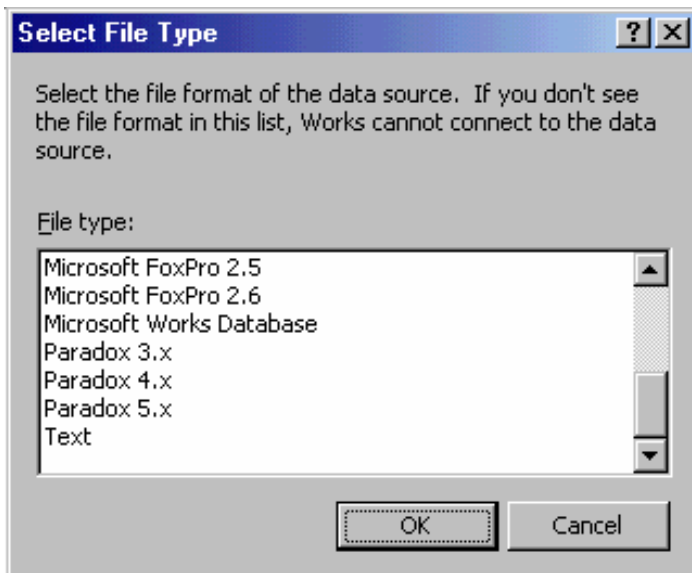 Select File Type
Select the file format of the data source.  If you don't see
the file format in this list, Works cannot connect to the data
source.
File type:
Microsoft FoxPro 2.5
Microsoft FoxPro 2.6
Microsoft Works Database
Paradox 3.x
Paradox 4.x
Paradox 5.x
Text
OK
Cancel